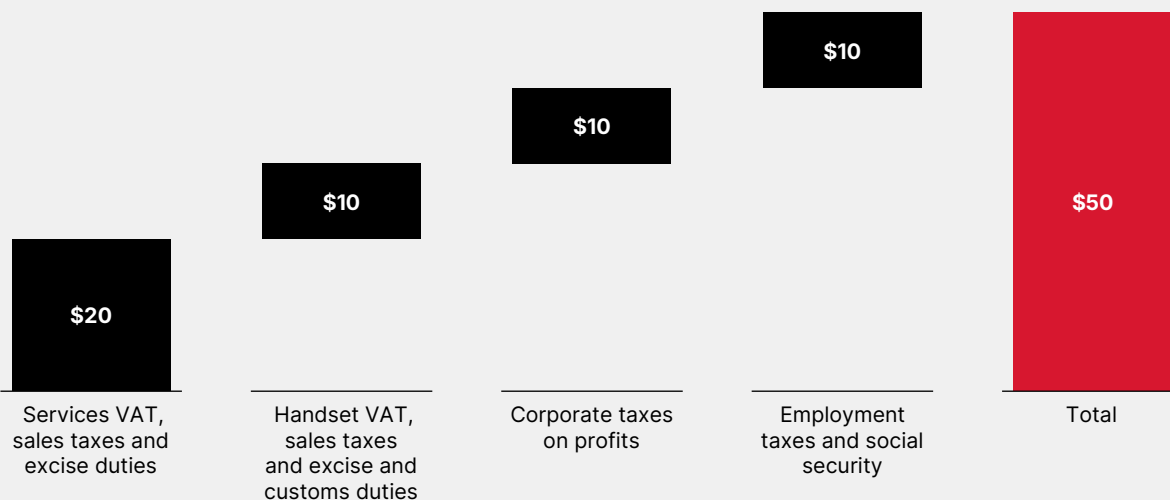 $10
$10
$10
$50
$20
Services VAT,
sales taxes and
excise duties
Handset VAT,
sales taxes
and excise and
customs duties
Corporate taxes
on profits
Employment
taxes and social
security
Total